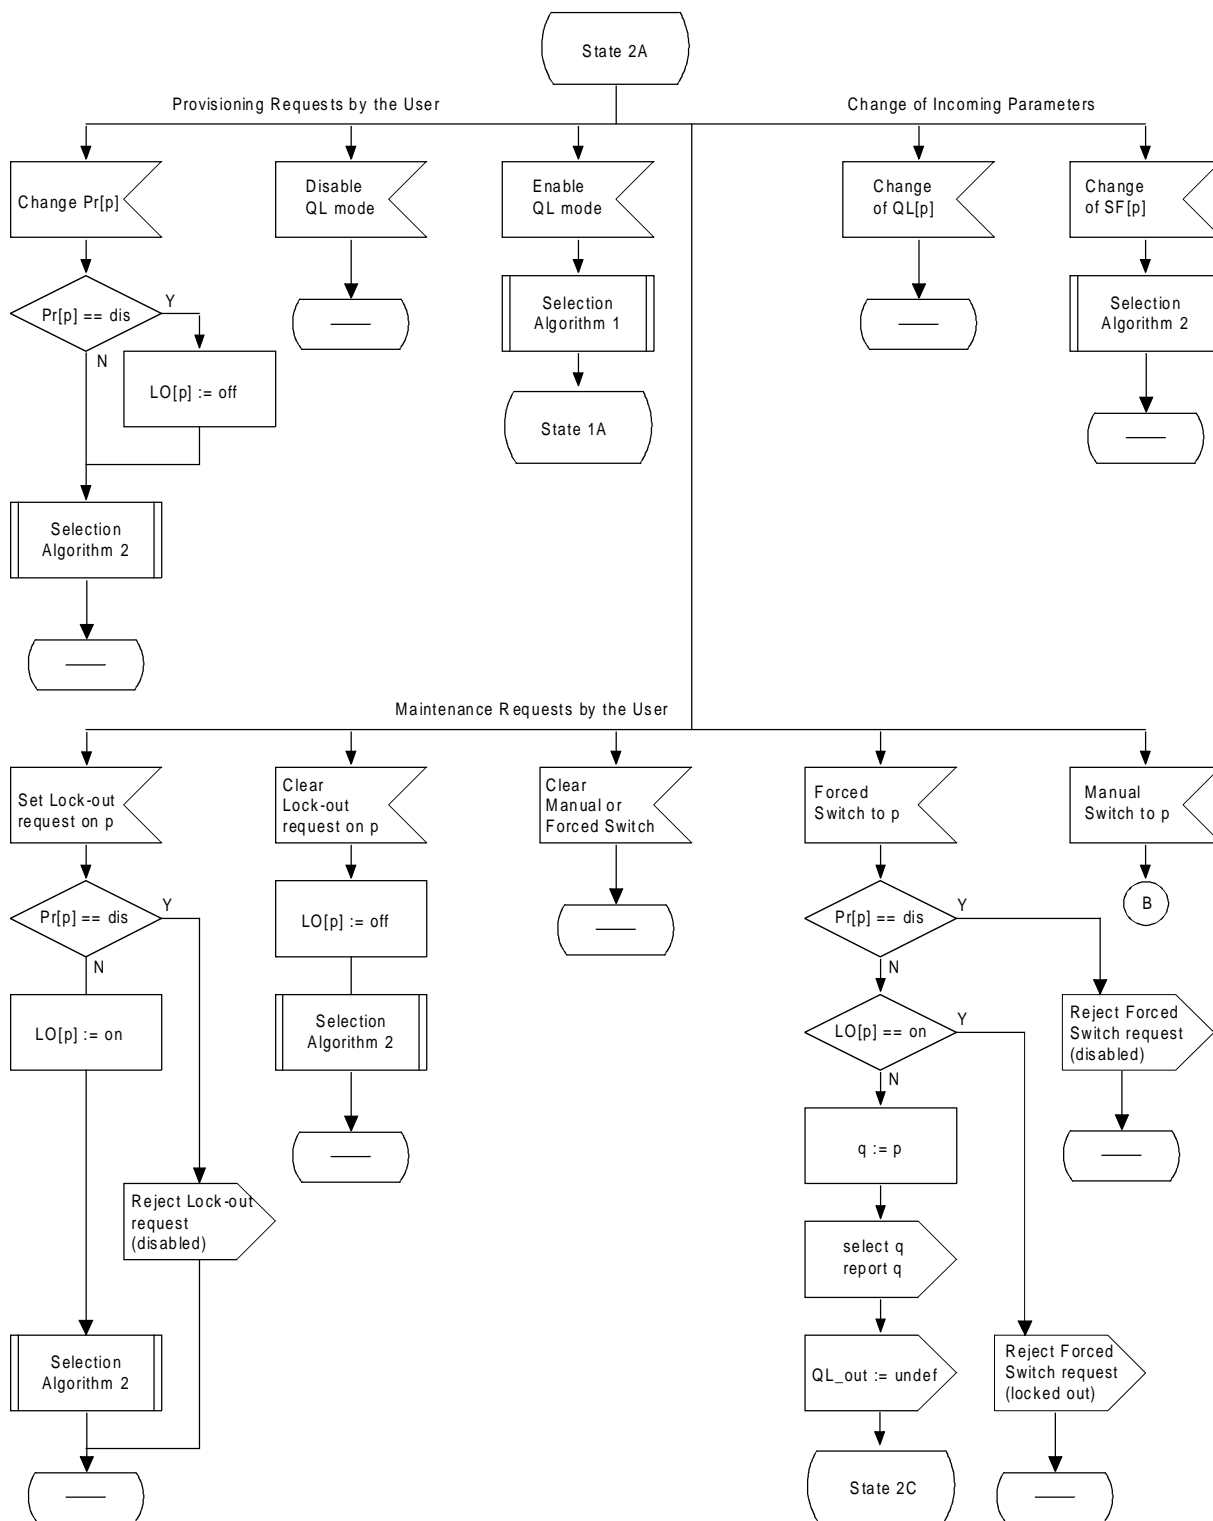 State 2A
Provisioning Requests by the User
Change of Incoming Parameters
Change Pr[p]
Disable
QL mode
Enable
QL mode
Change
of QL[p]
Change
of SF[p]
Pr[p] == dis
Y
N
LO[p] := off
Selection
Algorithm 1
Selection
Algorithm 2
State 1A
Selection
Algorithm 2
Maintenance Requests by the User
Set Lock-out
request on p
Clear
Lock-out
request on p
Clear
Manual or
Forced Switch
Forced
Switch to p
Manual
Switch to p
Pr[p] == dis
Y
N
LO[p] := off
Pr[p] == dis
Y
N
B
LO[p] := on
Selection
Algorithm 2
LO[p] == on
Y
N
Reject Forced
Switch request
(disabled)
q := p
Reject Lock-out
request
(disabled)
select q
report q
Selection
Algorithm 2
QL_out := undef
Reject Forced
Switch request
(locked out)
State 2C